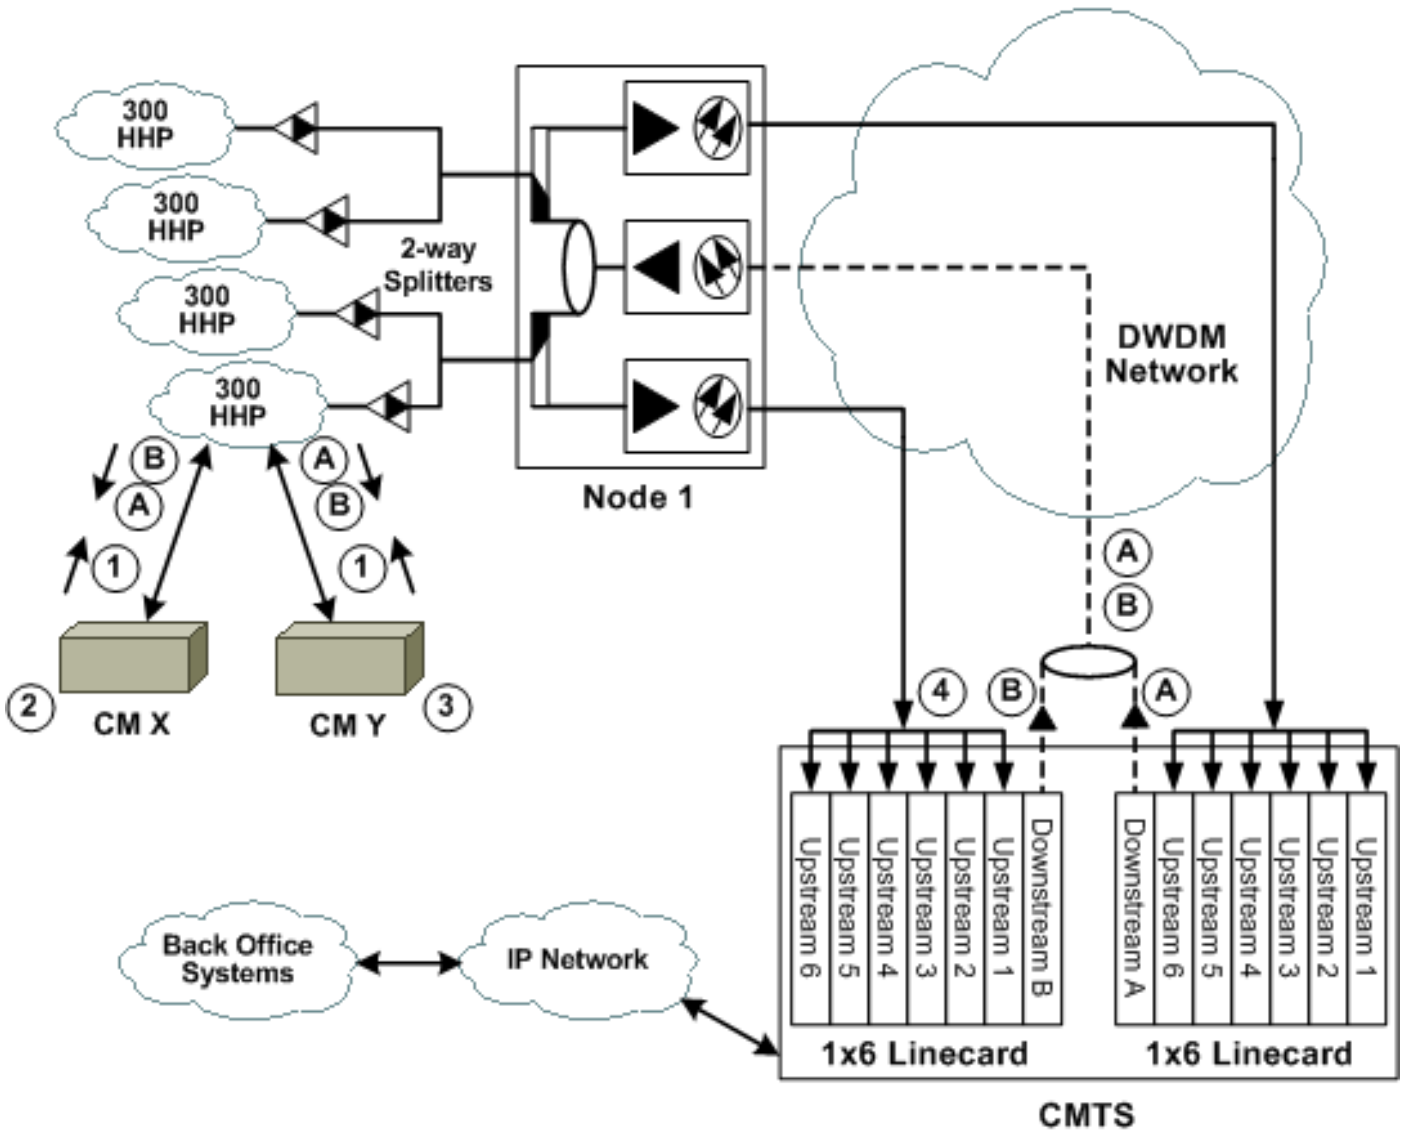 300
HHP
300
HHP
300
HHP
300
HHP
2-way
Splitters
Node 1
DWDM
Network
B
A
A
B
1
1
2
CM X
CM Y
3
A
B
4
B
A
Upstream 6
Upstream 5
Upstream 4
Upstream 3
Upstream 2
Upstream 1
Downstream B
Downstream A
Upstream 6
Upstream 5
Upstream 4
Upstream 3
Upstream 2
Upstream 1
1x6 Linecard
1x6 Linecard
CMTS
Back Office
Systems
IP Network